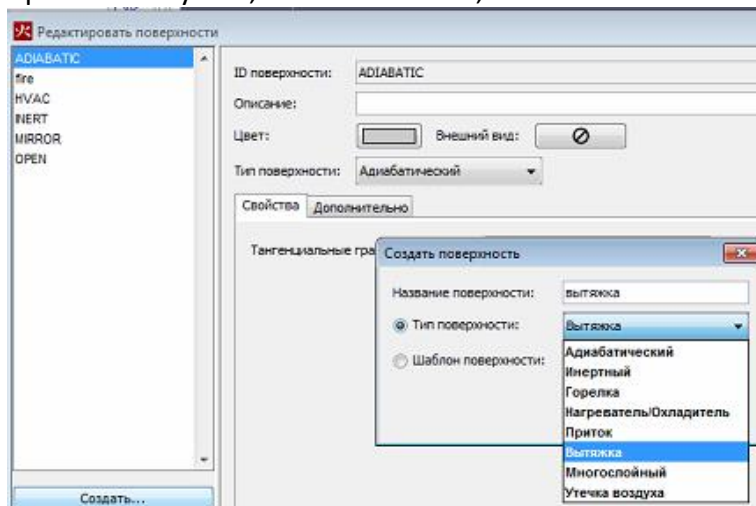 Редактировать поверхности
ADIABATIC
fire
HVAC
INERT
MIRROR
OPEN
Создать...
ID поверхности: ADIABATIC
Описание:
Цвет: Внешний вид:
Тип поверхности: Адиабатический
Свойства Дополнительно
Тангенциальные
Создать поверхность
Название поверхности: вытяжка
Тип поверхности: Вытяжка
Шаблон поверхности:
Адиабатический
Инертный
Горелка
Нагреватель/Охладитель
Приток
Вытяжка
Многослойный
Утечка воздуха